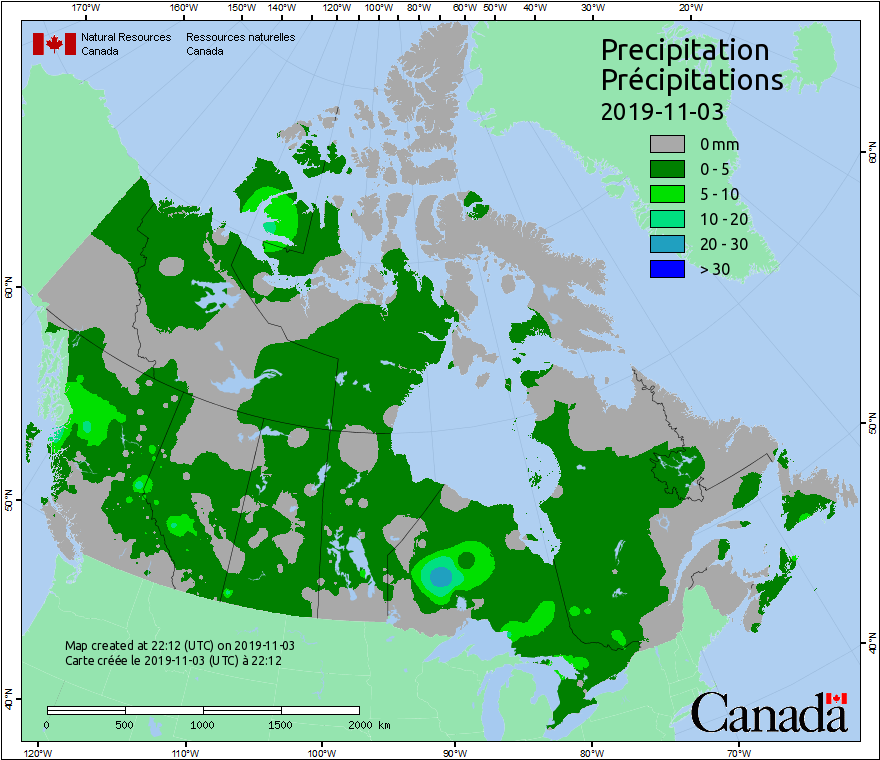 170°W 160°W 150°W 140°W 130°W 120°W 110°W 100°W 90°W 80°W 70°W 60°W 50°W 40°W 30°W 20°W
Natural Resources Ressources naturelles
Canada Canada
Precipitation
Précipitations
2019-11-03
0 mm
0 - 5
5 - 10
10 - 20
20 - 30
> 30
60°N
60°N
50°N
50°N
40°N
40°N
Map created at 22:12 (UTC) on 2019-11-03
Carte créée le 2019-11-03 (UTC) à 22:12
0 500 1000 1500 2000 km
Canada
120°W 110°W 100°W 90°W 80°W 70°W